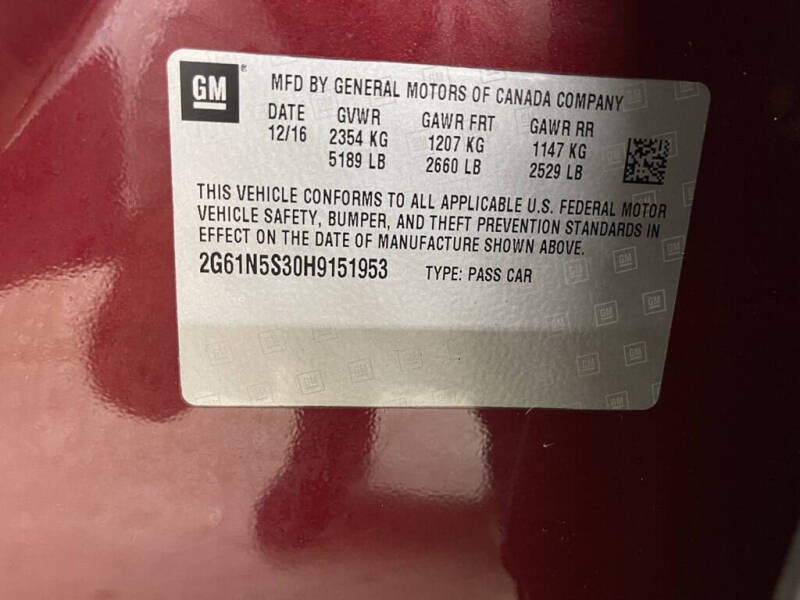 GM
MFD BY GENERAL MOTORS OF CANADA COMPANY
DATE GVWR GAWR FRT GAWR RR
12/16 2354 KG 1207 KG 1147 KG
5189 LB 2660 LB 2529 LB
THIS VEHICLE CONFORMS TO ALL APPLICABLE U.S. FEDERAL MOTOR
VEHICLE SAFETY, BUMPER, AND THEFT PREVENTION STANDARDS IN
EFFECT ON THE DATE OF MANUFACTURE SHOWN ABOVE.
2G61N5S30H9151953 TYPE: PASS CAR